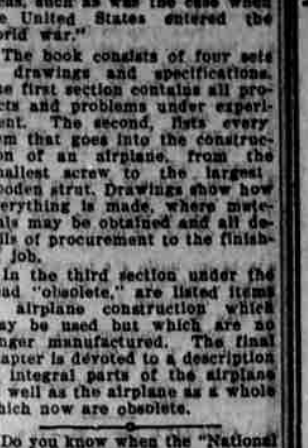 such as was the case when
United States entered the
world war."
The book consists of four sets
drawings and specifications.
e first section contains all pro-
cts and problems under experi-
ent. The second, lists every
em that goes into the construc-
on of an airplane, from the
mallest screw to the largest
ooden strut. Drawings show how
erything is made, where mate-
als may be obtained and all de-
ils of procurement to the finish-
job.
In the third section under the
ad "obsolete," are listed items
airplane construction which
ay be used but which are no
nger manufactured. The final
apter is devoted to a description
integral parts of the airplane
well as the airplane as a whole
hich now are obsolete.
Do you know when the "National